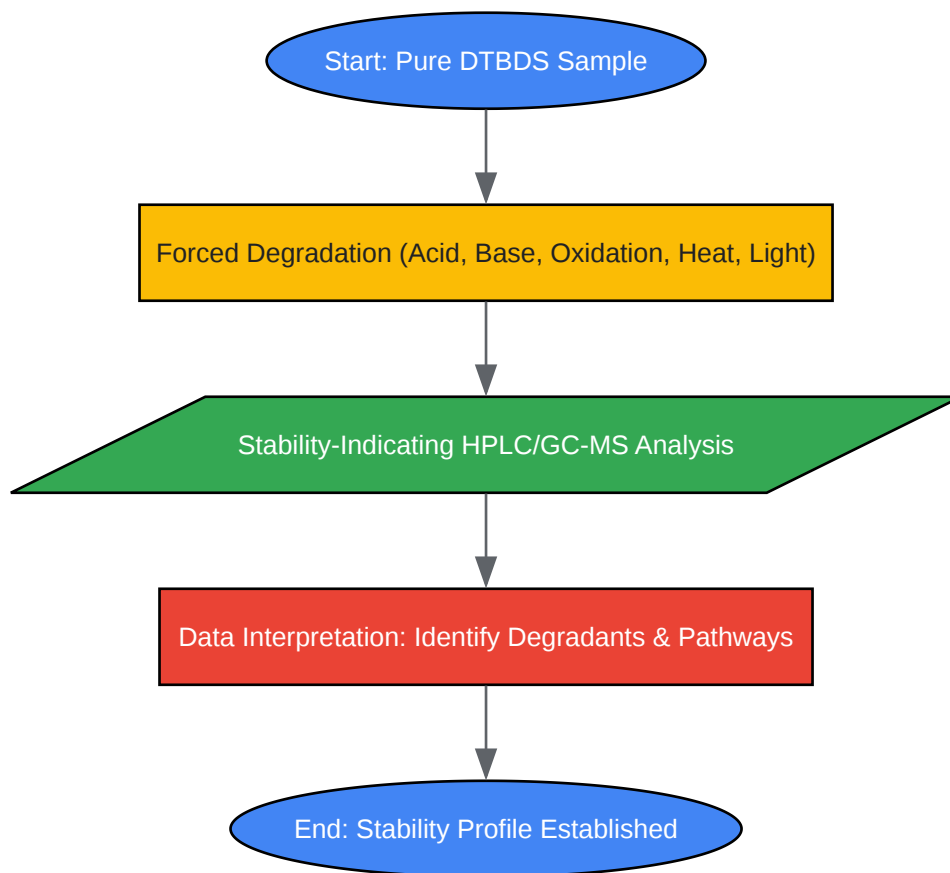 Start: Pure DTBDS Sample
Forced Degradation (Acid, Base, Oxidation, Heat, Light)
Stability-Indicating HPLC/GC-MS Analysis
Data Interpretation: Identify Degradants & Pathways
End: Stability Profile Established